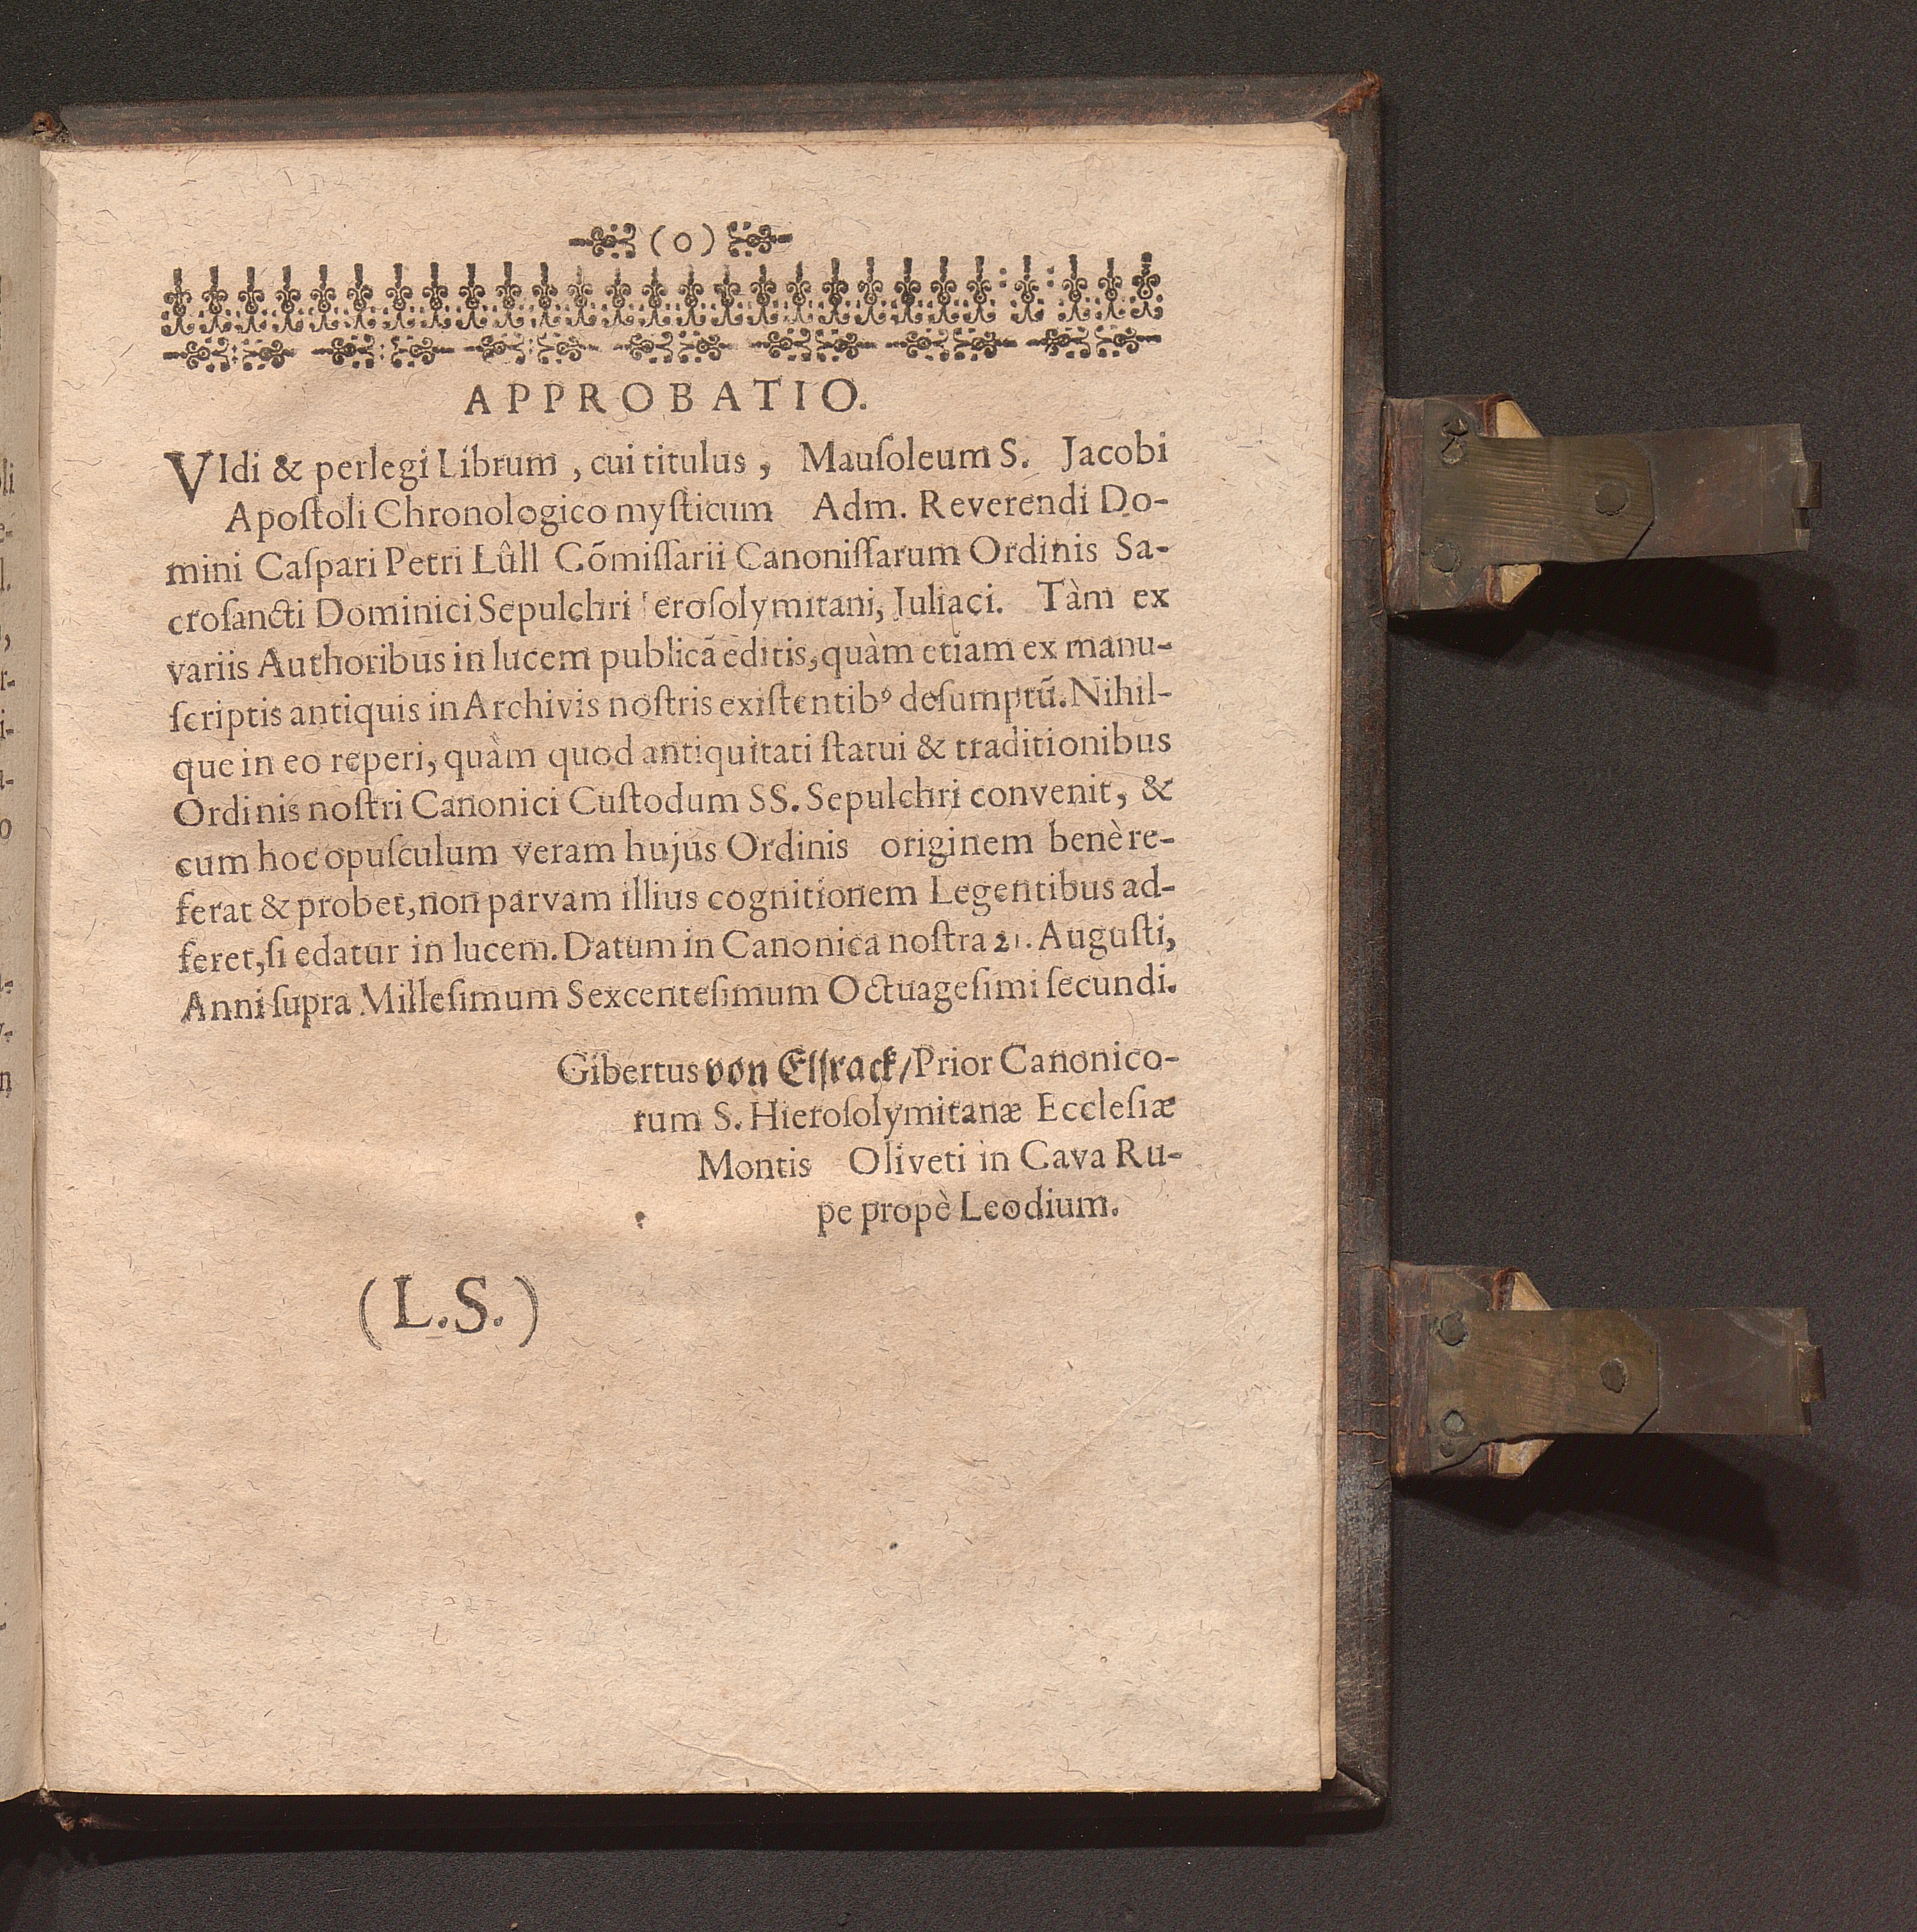 (O)
APPROBATIO.
VIdi & perlegi Librum, cui titulus, Mauſoleum S. Jacobi
Apoſtoli Chronologico myſticum Adm. Reverendi Do-
mini Caſpari Petri Lûll Cõmiſſarii Canoniſſarum Ordinis Sa-
croſancti Dominici Sepulchri eroſolymitani, Juliaci. Tàm ex
variis Authoribus in lucem publicã editis, quàm etiam ex manu-
ſcriptis antiquis in Archivis noſtris exiſtentibꝰ deſumptũ. Nihil-
que in eo reperi, quàm quod antiquitati ſtatui & traditionibus
Ordinis noſtri Canonici Cuſtodum SS. Sepulchri convenit, &
cum hoc opuſculum veram hujus Ordinis originem benè re-
ferat & probet, non parvam illius cognitionem Legentibus ad-
feret, ſi edatur in lucem. Datum in Canonica noſtra 21. Auguſti,
Anni ſupra Milleſimum Sexcenteſimum Octuageſimi ſecundi.
Gibertus von Elſrack/ Prior Canonico-
rum S. Hieroſolymitanæ Eccleſiæ
Montis Oliveti in Cava Ru-
pe propè Leodium.
(L.S.)